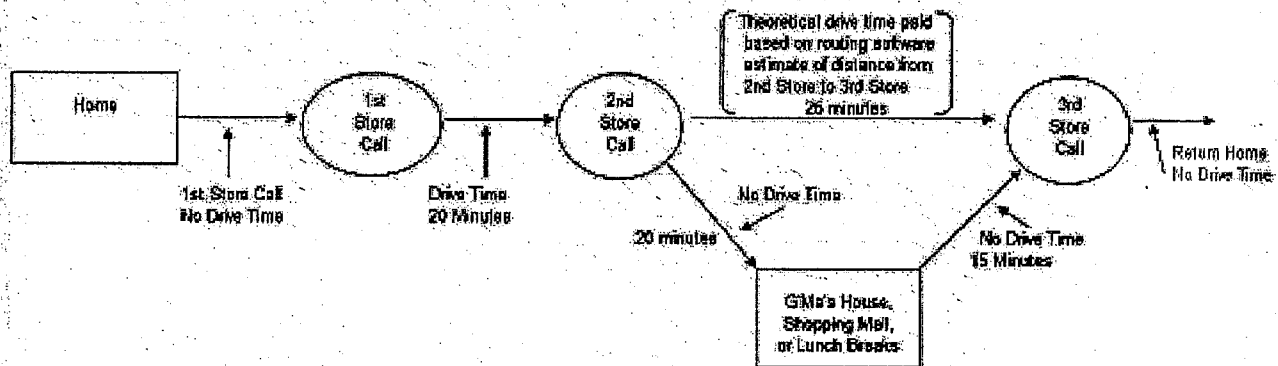 Home
1st
Store
Call
2nd
Store
Call
Theoretical drive time paid
based on routing software
estimate of distance from
2nd Store to 3rd Store
25 minutes
3rd
Store
Call
1st Store Call
No Drive Time
Drive Time
20 Minutes
No Drive Time
20 minutes
Return Home
No Drive Time
No Drive Time
15 Minutes
G'Ma's House,
Shopping Mall,
or Lunch Breaks